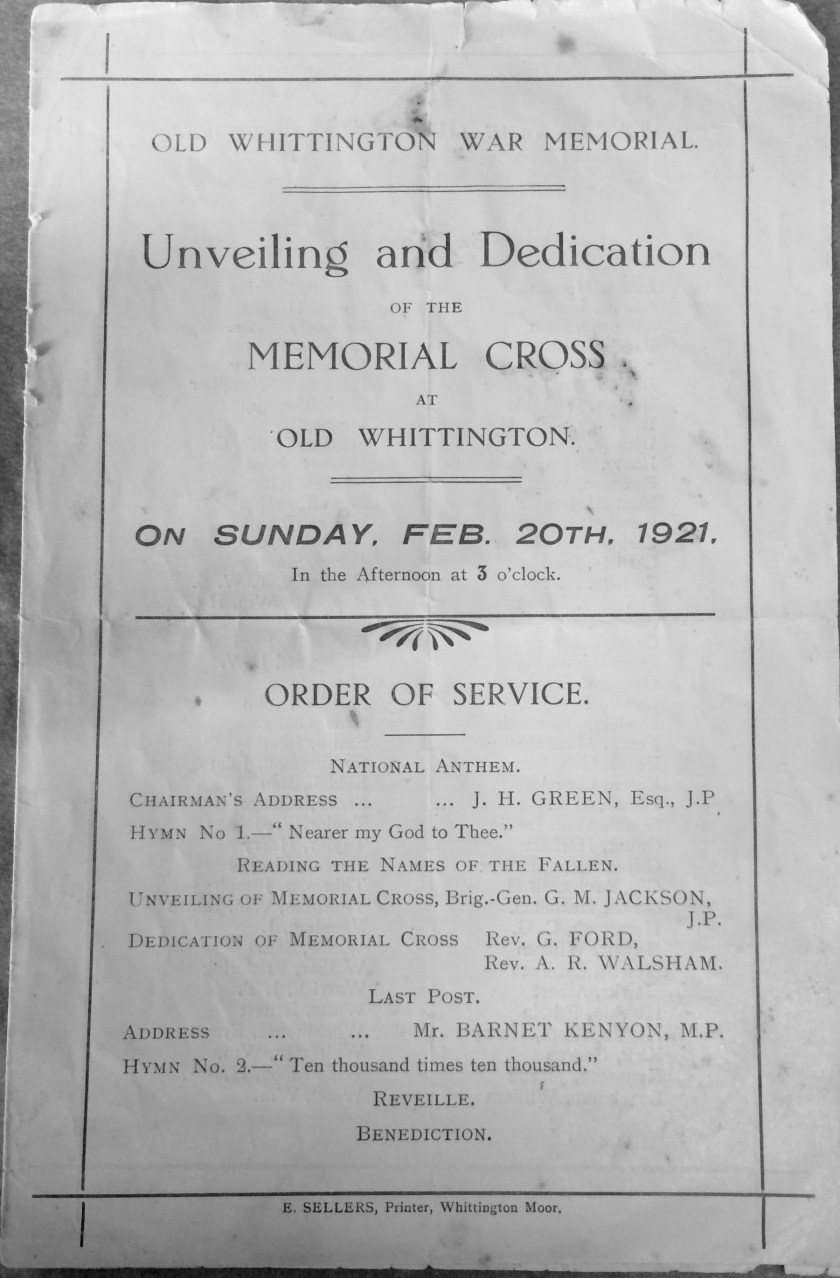 OLD WHITTINGTON WAR MEMORIAL.
Unveiling and Dedication
OF THE
MEMORIAL CROSS
AT
OLD WHITTINGTON.
ON SUNDAY, FEB. 20TH, 1921.
In the Afternoon at 3 o'clock.
ORDER OF SERVICE.
NATIONAL ANTHEM.
CHAIRMAN'S ADDRESS ... ... J. H. GREEN, Esq., J.P.
HYMN No 1.—“ Nearer my God to Thee.”
READING THE NAMES OF THE FALLEN.
UNVEILING OF MEMORIAL CROSS, Brig.-Gen. G. M. JACKSON,
J.P.
DEDICATION OF MEMORIAL CROSS Rev. G. FORD,
Rev. A. R. WALSHAM.
LAST POST.
ADDRESS ... ... Mr. BARNET KENYON, M.P.
HYMN No. 2.—“ Ten thousand times ten thousand.”
REVEILLE.
BENEDICTION.
E. SELLERS, Printer, Whittington Moor.